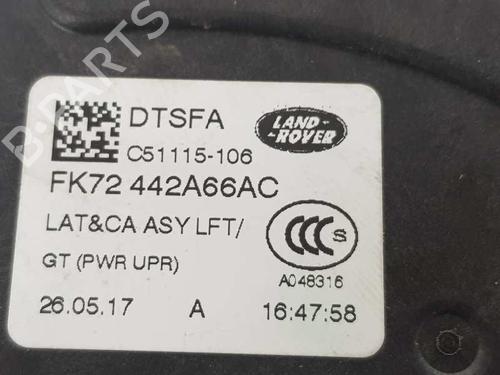 DTSFA
LAND-
ROVER
C51115-106
FK72 442A66AC
LAT&CA ASY LFT/
GT (PWR UPR)
CCC S
A048316
26.05.17 A 16:47:58
B-PARTS